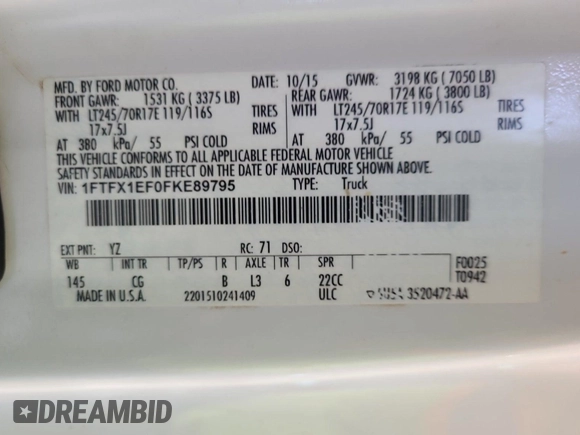 MFD. BY FORD MOTOR CO. DATE: 10/15 GVWR: 3198 KG ( 7050 LB)
FRONT GAWR: 1531 KG ( 3375 LB) REAR GAWR: 1724 KG ( 3800 LB)
WITH LT245/70R17E 119/116S TIRES WITH LT245/70R17E 119/116S TIRES
17x7.5J RIMS 17x7.5J RIMS
AT 380 kPa/ 55 PSI COLD AT 380 kPa/ 55 PSI COLD
THIS VEHICLE CONFORMS TO ALL APPLICABLE FEDERAL MOTOR VEHICLE
SAFETY STANDARDS IN EFFECT ON THE DATE OF MANUFACTURE SHOWN ABOVE.
VIN: 1FTFX1EF0FKE89795 TYPE: Truck
EXT PNT: YZ RC: 71 DSO: F0025
WB INT TR TP/PS R AXLE TR SPR T0942
145 CG B L3 6 22CC
MADE IN U.S.A. 2201510241409 ULC 3520472-AA
DREAMBID